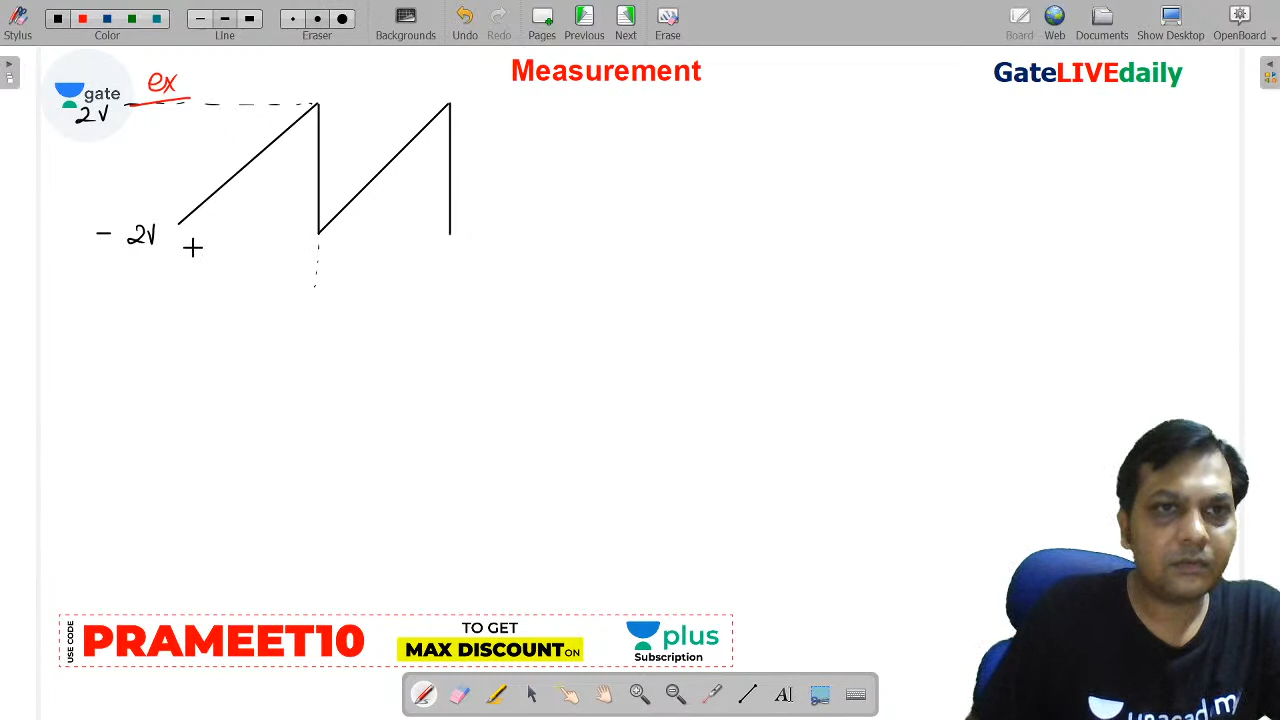 Stylus
Color
Line
Eraser
Backgrounds
Undo
Redo
Pages
Previous
Next
Erase
Board
Web
Documents
Show Desktop
OpenBoard
gate
ex
Measurement
GateLIVEdaily
2V
- 2V
USE CODE
PRAMEET10
TO GET
MAX DISCOUNT ON
plus
Subscription
unacadem